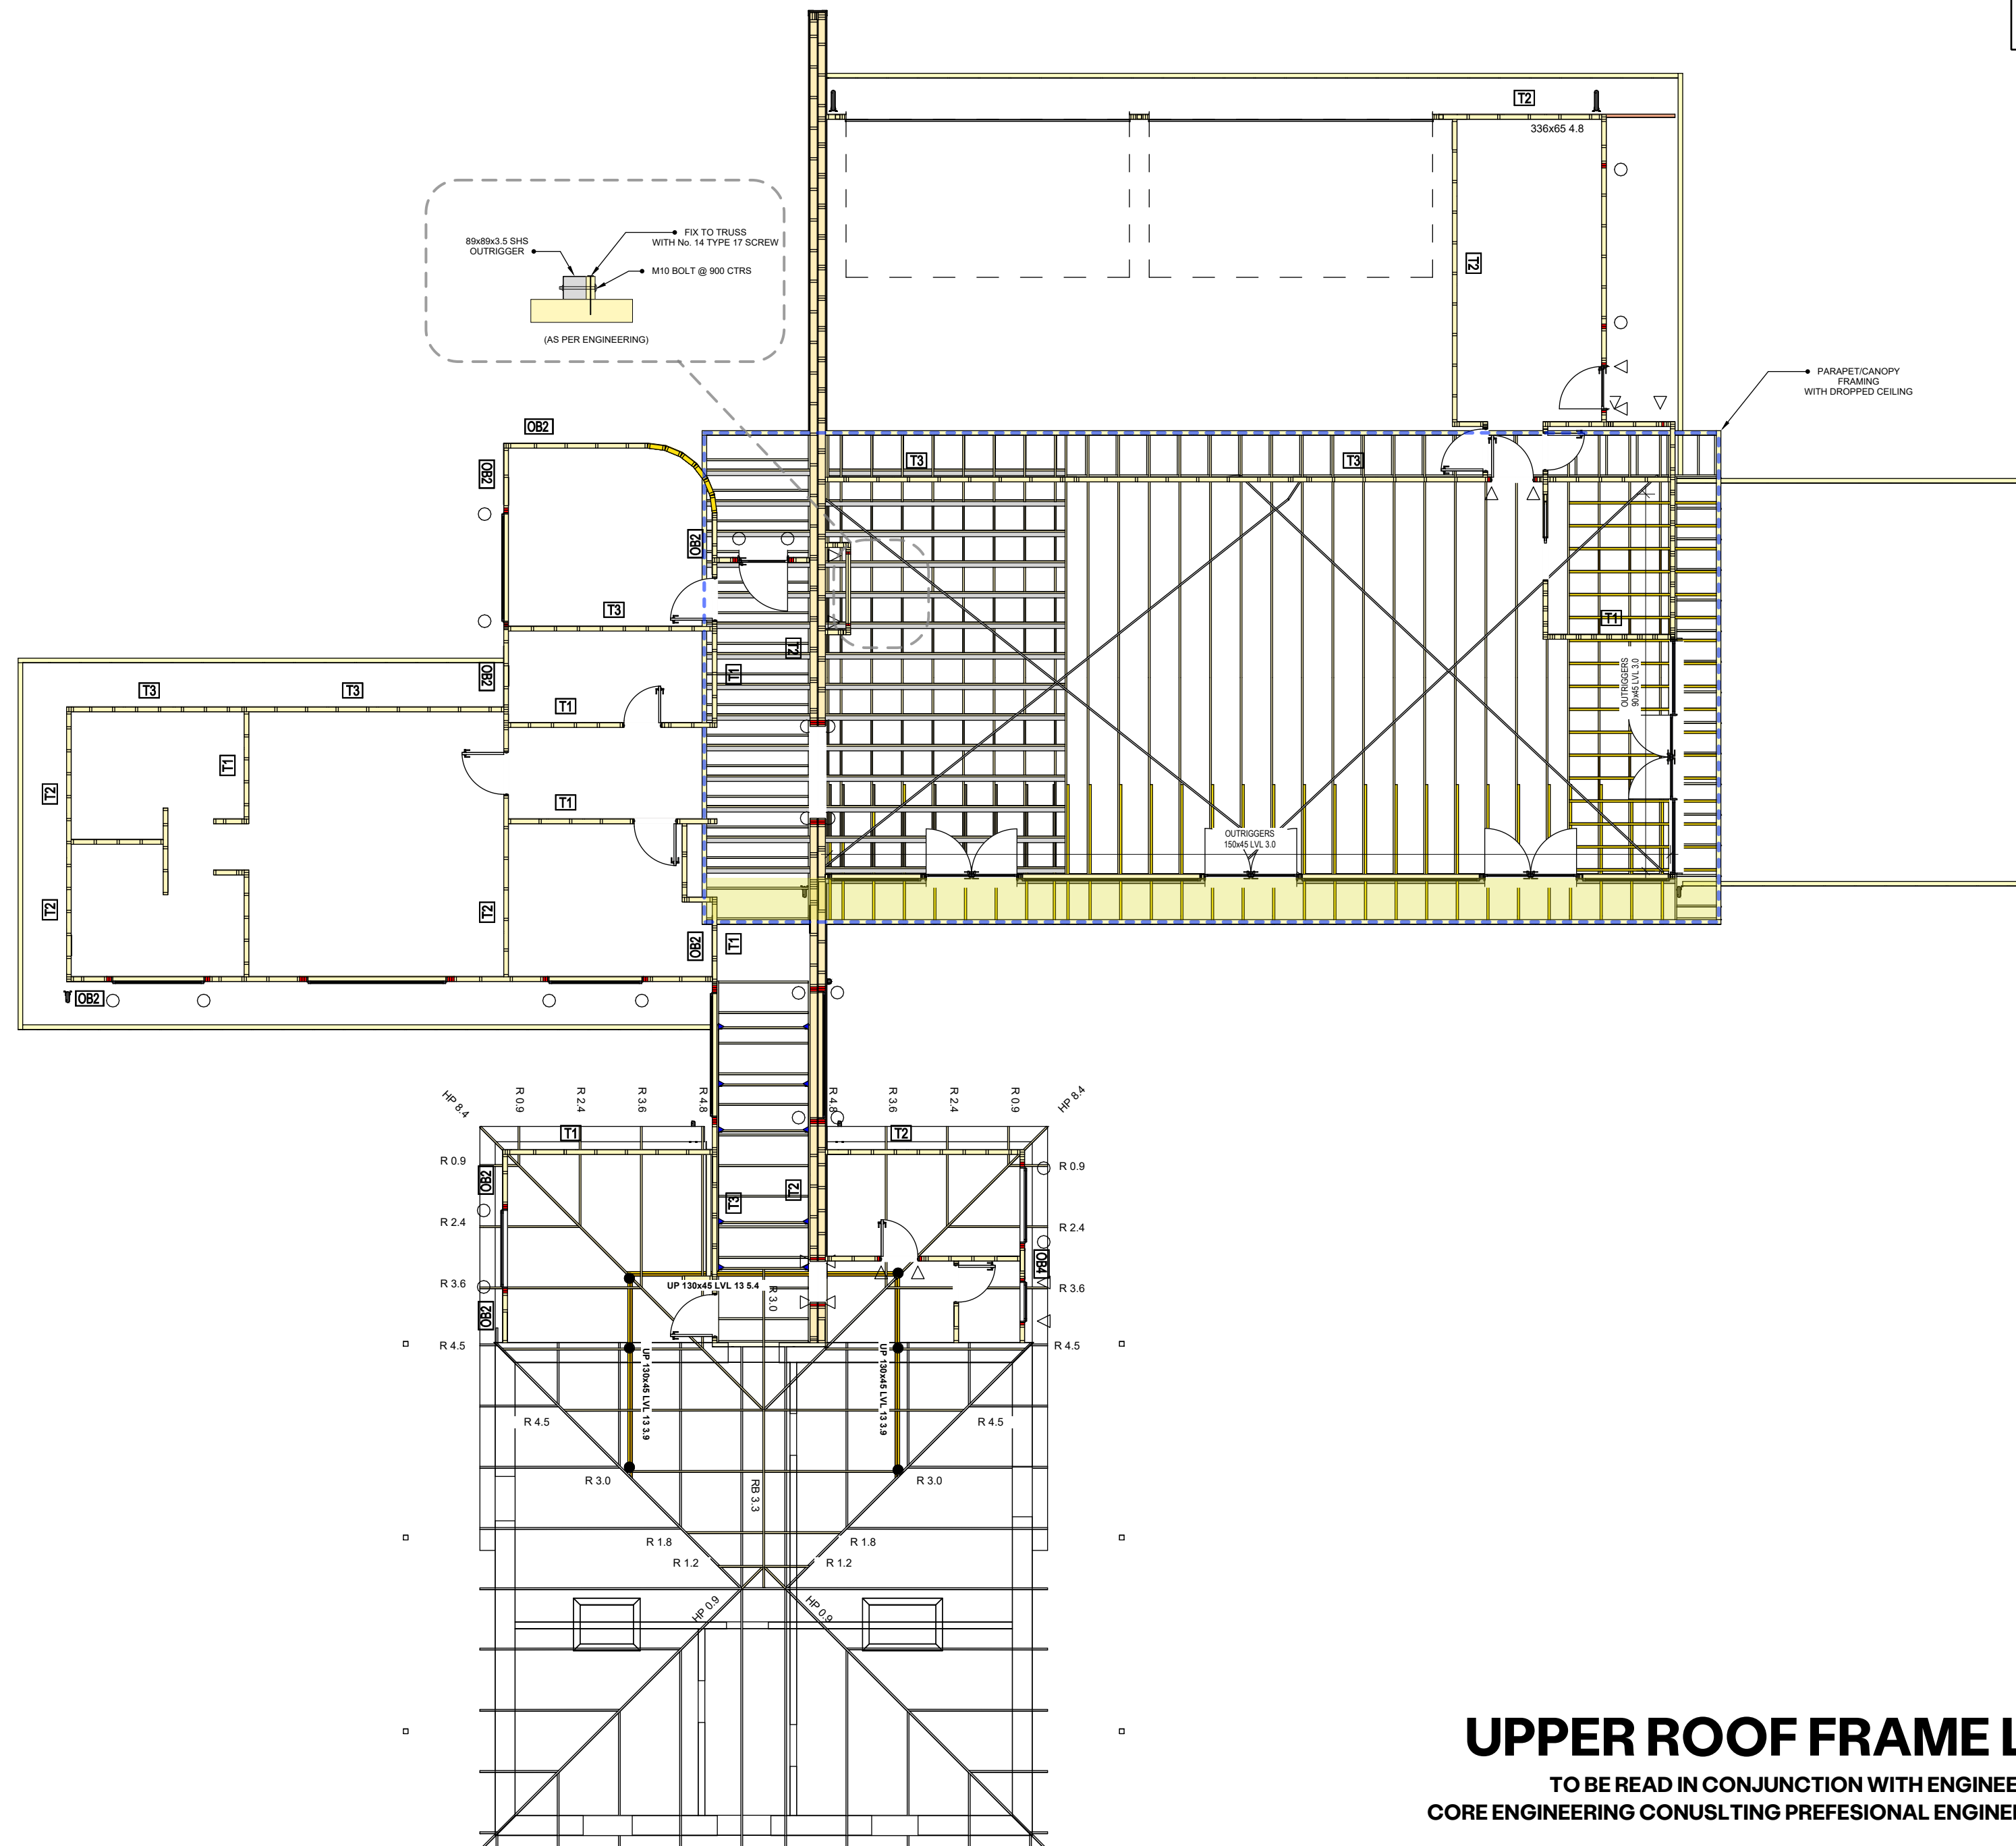 T2
336x65 4.8
89x89x3.5 SHS
OUTRIGGER
FIX TO TRUSS
WITH No. 14 TYPE 17 SCREW
M10 BOLT @ 900 CTRS
(AS PER ENGINEERING)
T2
PARAPET/CANOPY
FRAMING
WITH DROPPED CEILING
OB2
OB2
T3
T3
OB2
T3
T1
T2
OB2
T1
T3
T3
T1
OUTRIGGERS
90x45 LVL 3.0
T1
T2
T1
OUTRIGGERS
150x45 LVL 3.0
T2
T2
OB2
T1
OB2
HP 8.4
R 0.9
R 2.4
R 3.6
R 4.8
R 4.8
R 3.6
R 2.4
R 0.9
HP 8.4
T1
T2
R 0.9
R 0.9
OB2
T3
T2
R 2.4
R 2.4
OB4
R 3.6
UP 130x45 LVL 13 5.4
R 3.0
R 3.6
OB2
R 4.5
R 4.5
UP 130x45 LVL 13 3.9
UP 130x45 LVL 13 3.9
R 4.5
R 4.5
R 3.0
RB 3.3
R 3.0
R 1.8
R 1.8
R 1.2
R 1.2
HP 0.9
HP 0.9
UPPER ROOF FRAME L
TO BE READ IN CONJUNCTION WITH ENGINEE
CORE ENGINEERING CONUSLTING PREFESIONAL ENGINE